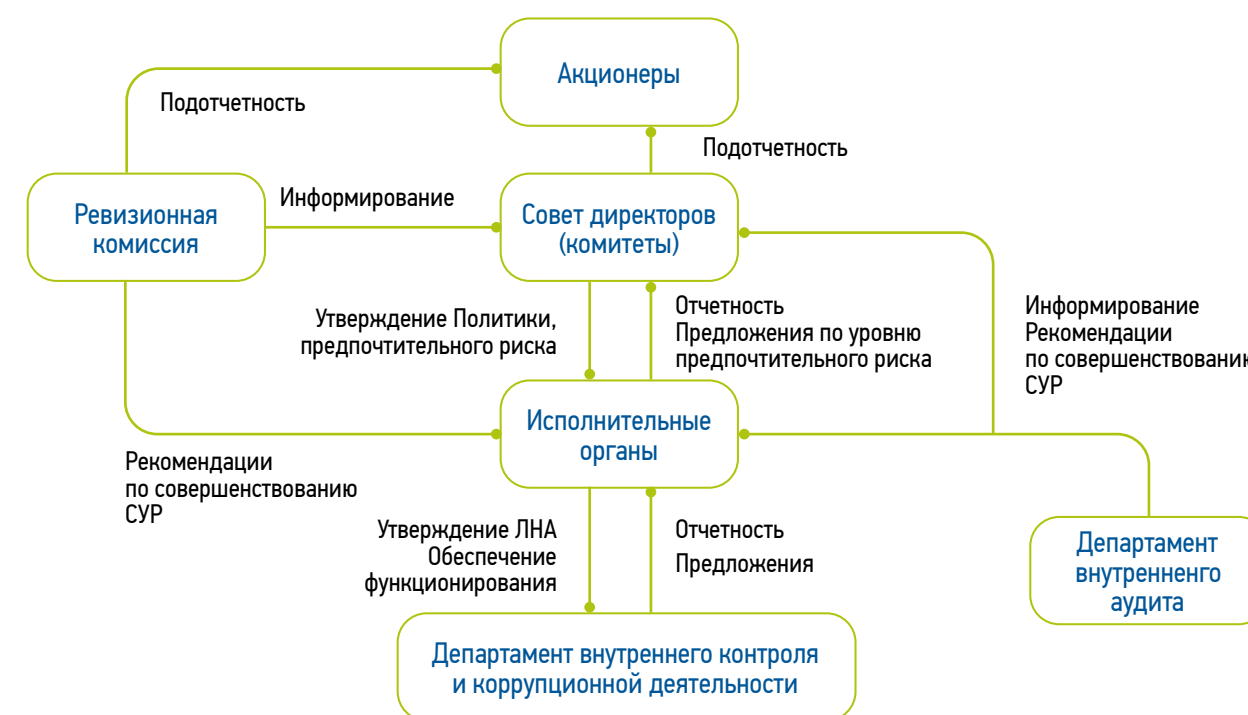 Акционеры
Подотчетность
Подотчетность
Ревизионная
комиссия
Информирование
Совет директоров
(комитеты)
Утверждение Политики,
предпочтительного риска
Отчетность
Предложения по уровню
предпочтительного риска
Информирование
Рекомендации
по совершенствованию
СУР
Исполнительные
органы
Рекомендации
по совершенствованию
СУР
Утверждение ЛНА
Обеспечение
функционирования
Отчетность
Предложения
Департамент
внутренненго
аудита
Департамент внутреннего контроля
и коррупционной деятельности